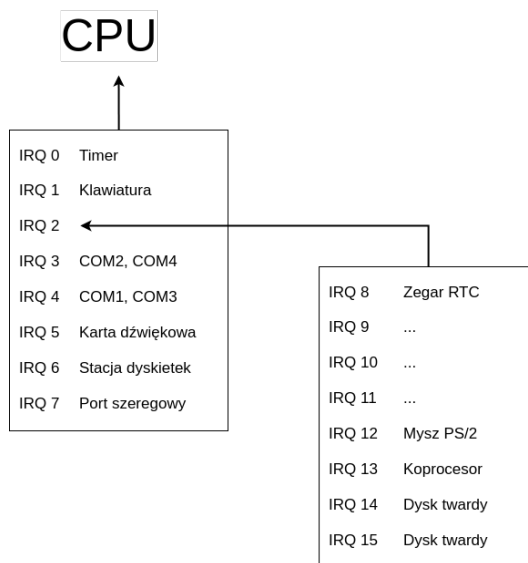 CPU
IRQ 0 Timer
IRQ 1 Klawiatura
IRQ 2
IRQ 3 COM2, COM4
IRQ 4 COM1, COM3
IRQ 5 Karta dźwiękowa
IRQ 6 Stacja dyskietek
IRQ 7 Port szeregowy
IRQ 8 Zegar RTC
IRQ 9 ...
IRQ 10 ...
IRQ 11 ...
IRQ 12 Mysz PS/2
IRQ 13 Koprocesor
IRQ 14 Dysk twardy
IRQ 15 Dysk twardy